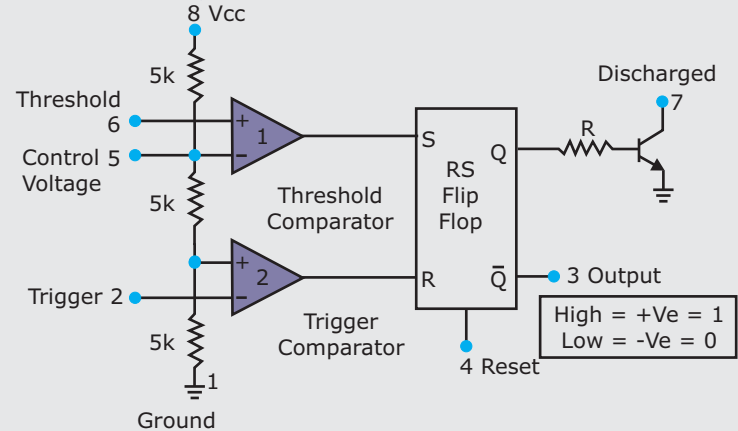 8 Vcc
5k
Threshold
6
+
1
Control 5
Voltage
−
5k
Threshold
Comparator
S
Q
RS
Flip
Flop
R
Q̅
R
Discharged
7
+
2
Trigger 2
−
Trigger
Comparator
5k
1
Ground
3 Output
4 Reset
High = +Ve = 1
Low = -Ve = 0